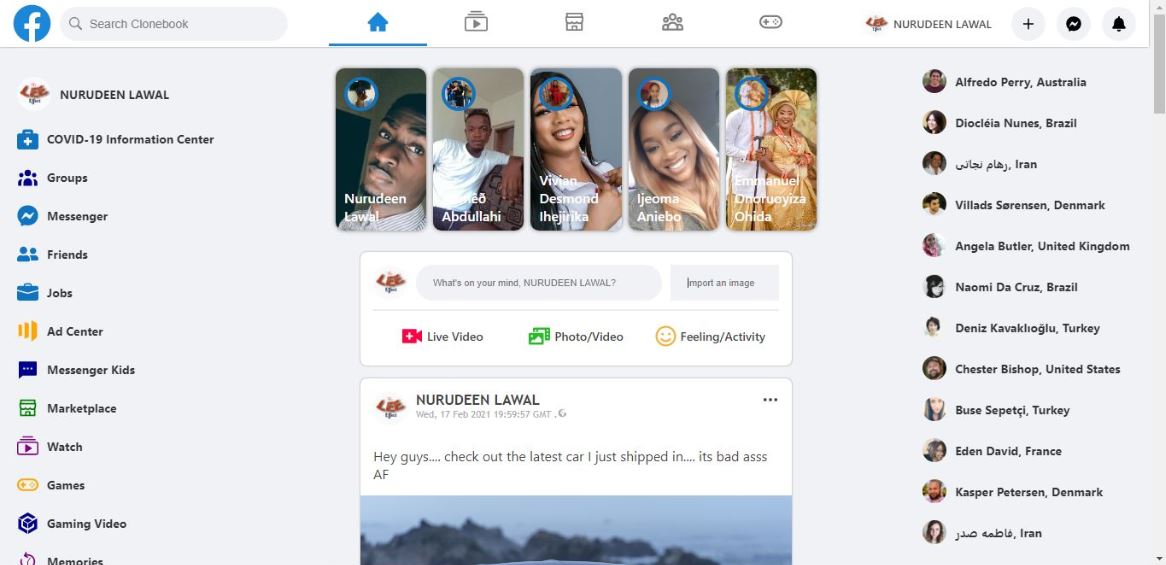 Search Clonebook
NURUDEEN LAWAL
NURUDEEN LAWAL
COVID-19 Information Center
Groups
Messenger
Friends
Jobs
Ad Center
Messenger Kids
Marketplace
Watch
Games
Gaming Video
Memories
Nurudeen
Lawal
Abdullahi
Vivian
Desmond
Ihejirika
Ijeoma
Aniebo
Emmanuel
Ohida
What's on your mind, NURUDEEN LAWAL?
Import an image
Live Video
Photo/Video
Feeling/Activity
NURUDEEN LAWAL
Wed, 17 Feb 2021 19:59:57 GMT .
Hey guys.... check out the latest car I just shipped in.... its bad asss
AF
Alfredo Perry, Australia
Diocléia Nunes, Brazil
رهام نجاتی, Iran
Villads Sørensen, Denmark
Angela Butler, United Kingdom
Naomi Da Cruz, Brazil
Deniz Kavaklıoğlu, Turkey
Chester Bishop, United States
Buse Sepetçi, Turkey
Eden David, France
Kasper Petersen, Denmark
فاطمه صدر, Iran